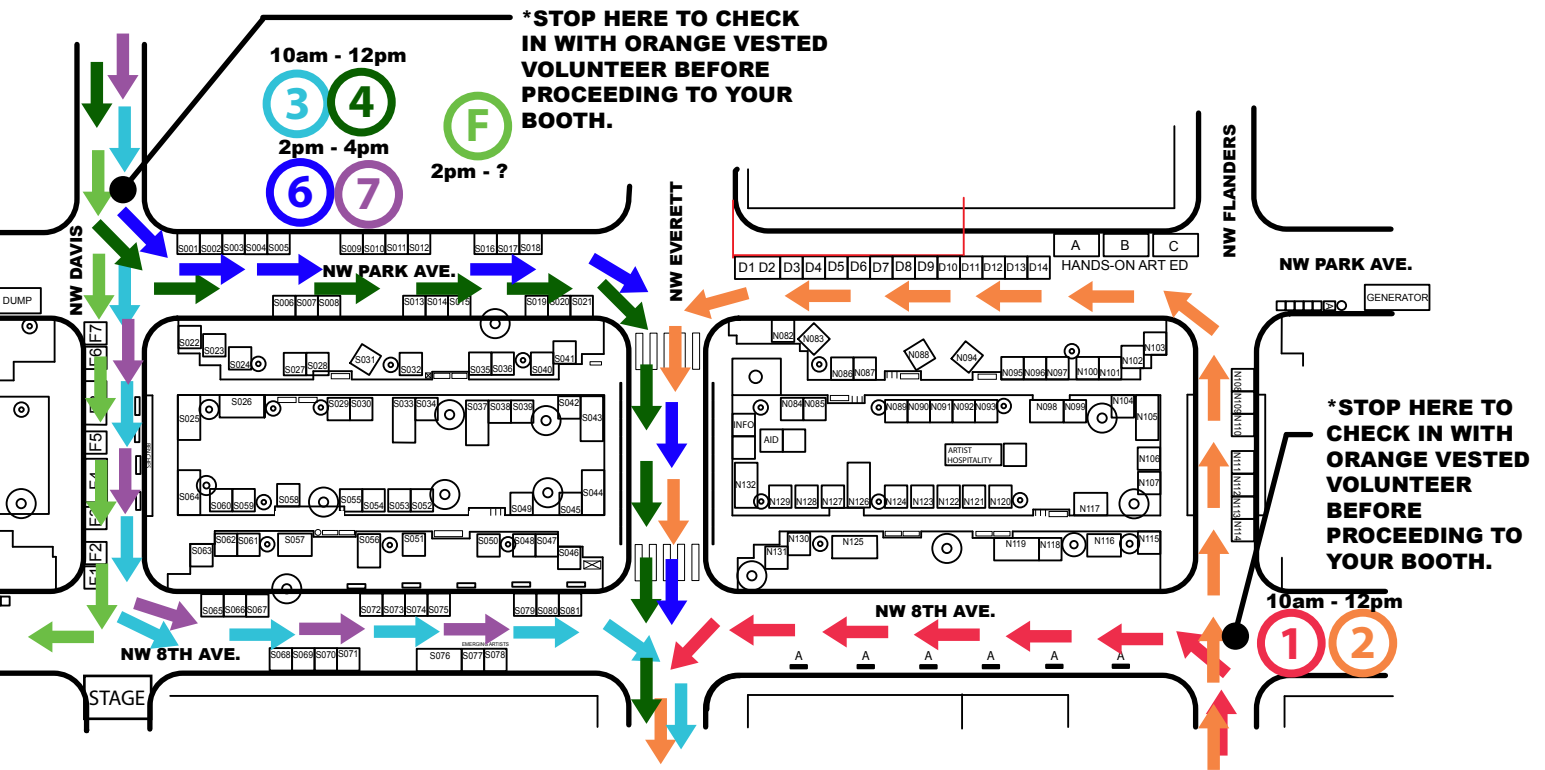 *STOP HERE TO CHECK
IN WITH ORANGE VESTED
VOLUNTEER BEFORE
PROCEEDING TO YOUR
BOOTH.
10am - 12pm
3 4
2pm - 4pm
6 7
F
2pm - ?
NW DAVIS
NW EVERETT
NW FLANDERS
S001 S002 S003 S004 S005 S009 S010 S011 S012 S016 S017 S018
NW PARK AVE.
S006 S007 S008 S013 S014 S015 S019 S020 S021
D1 D2 D3 D4 D5 D6 D7 D8 D9 D10 D11 D12 D13 D14
A B C
HANDS-ON ART ED
NW PARK AVE.
GENERATOR
DUMP
F7
F6
F5
F2
F1
S022 S023 S024 S027 S028 S031 S032 S035 S036 S040 S041
S025 S026 S029 S030 S033 S034 S037 S038 S039 S042 S043
S064 S060 S059 S058 S055 S054 S053 S052 S049 S045 S044
S063 S062 S061 S057 S056 S051 S050 S048 S047 S046
N082 N083 N086 N087 N088 N094 N095 N096 N097 N100 N101 N102 N103
N084 N085 N089 N090 N091 N092 N093 N098 N099 N104 N105
INFO
AID
ARTIST
HOSPITALITY
N106
N107
N132 N129 N128 N127 N126 N124 N123 N122 N121 N120 N117
N131 N130 N125 N119 N118 N116 N115
N108
N109
N110
N111
N112
N113
N114
*STOP HERE TO
CHECK IN WITH
ORANGE VESTED
VOLUNTEER
BEFORE
PROCEEDING TO
YOUR BOOTH.
10am - 12pm
1 2
S065 S066 S067 S072 S073 S074 S075 S079 S080 S081
NW 8TH AVE.
NW 8TH AVE.
EMERGING ARTISTS
S068 S069 S070 S071 S076 S077 S078
A A A A A A
STAGE